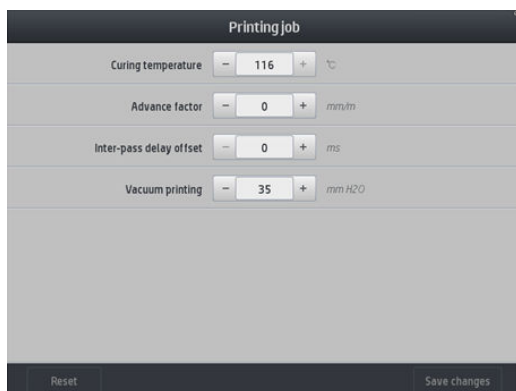 Printing job
Curing temperature − 116 + °C
Advance factor − 0 + mm/m
Inter-pass delay offset − 0 + ms
Vacuum printing − 35 + mm H2O
Reset Save changes